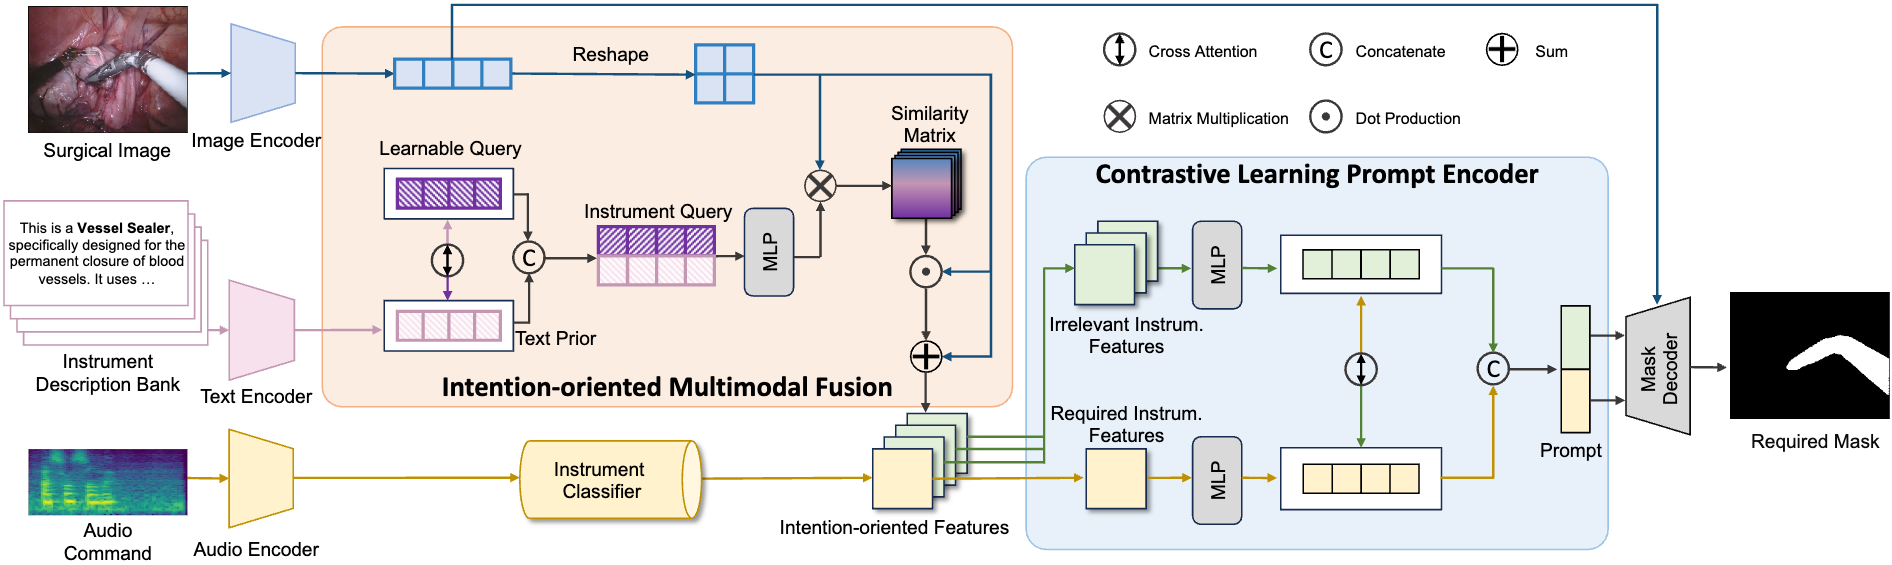 Surgical Image
Image Encoder
Reshape
Learnable Query
Similarity
Matrix
Instrument Query
MLP
C
Text Prior
Intention-oriented Multimodal Fusion
This is a Vessel Sealer,
specifically designed for the
permanent closure of blood
vessels. It uses ...
Instrument
Description Bank
Text Encoder
Audio
Command
Audio Encoder
Instrument
Classifier
Intention-oriented Features
Cross Attention
C
Concatenate
Sum
Matrix Multiplication
Dot Production
Contrastive Learning Prompt Encoder
Irrelevant Instrum.
Features
MLP
Required Instrum.
Features
MLP
C
Prompt
Mask
Decoder
Required Mask